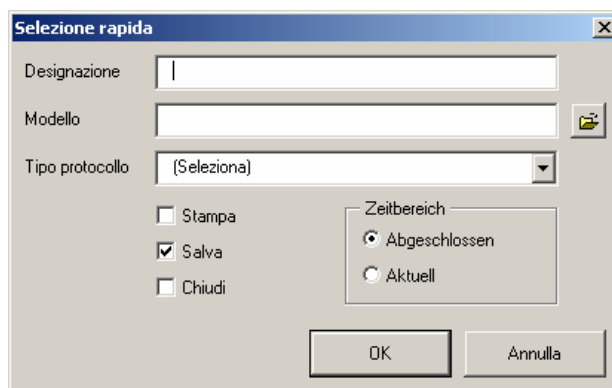 Selezione rapida
Designazione
Modello
Tipo protocollo
(Seleziona)
Stampa
Salva
Chiudi
Zeitbereich
Abgeschlossen
Aktuell
OK
Annulla